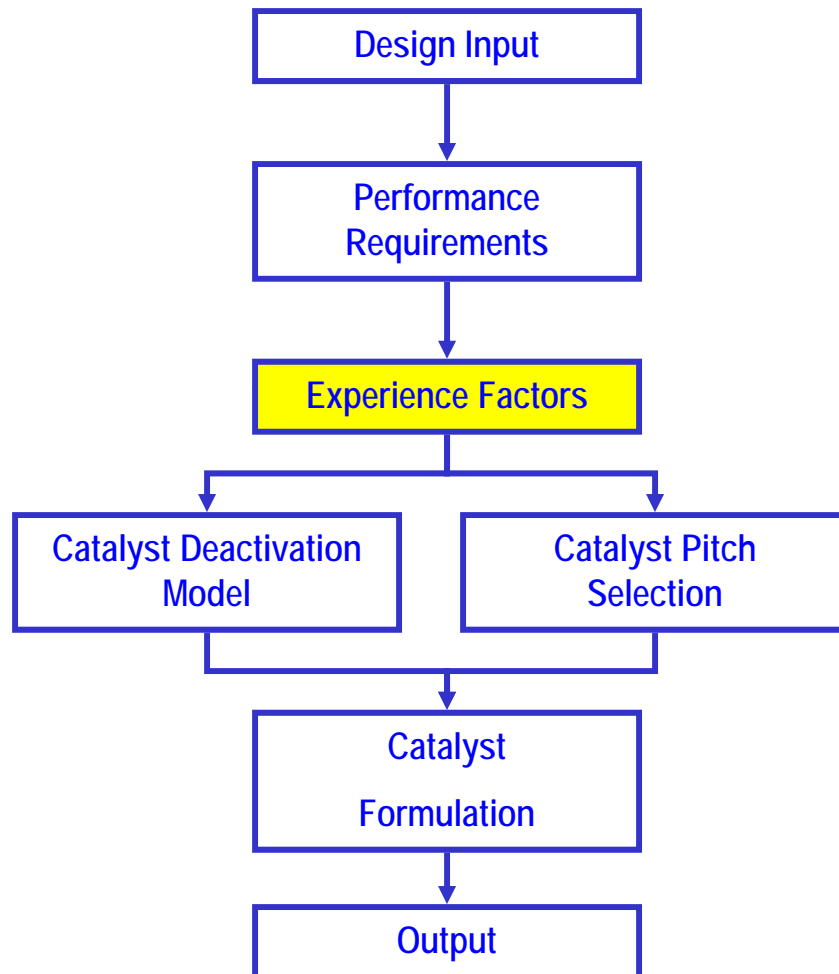 Design Input
Performance
Requirements
Experience Factors
Catalyst Deactivation
Model
Catalyst Pitch
Selection
Catalyst
Formulation
Output